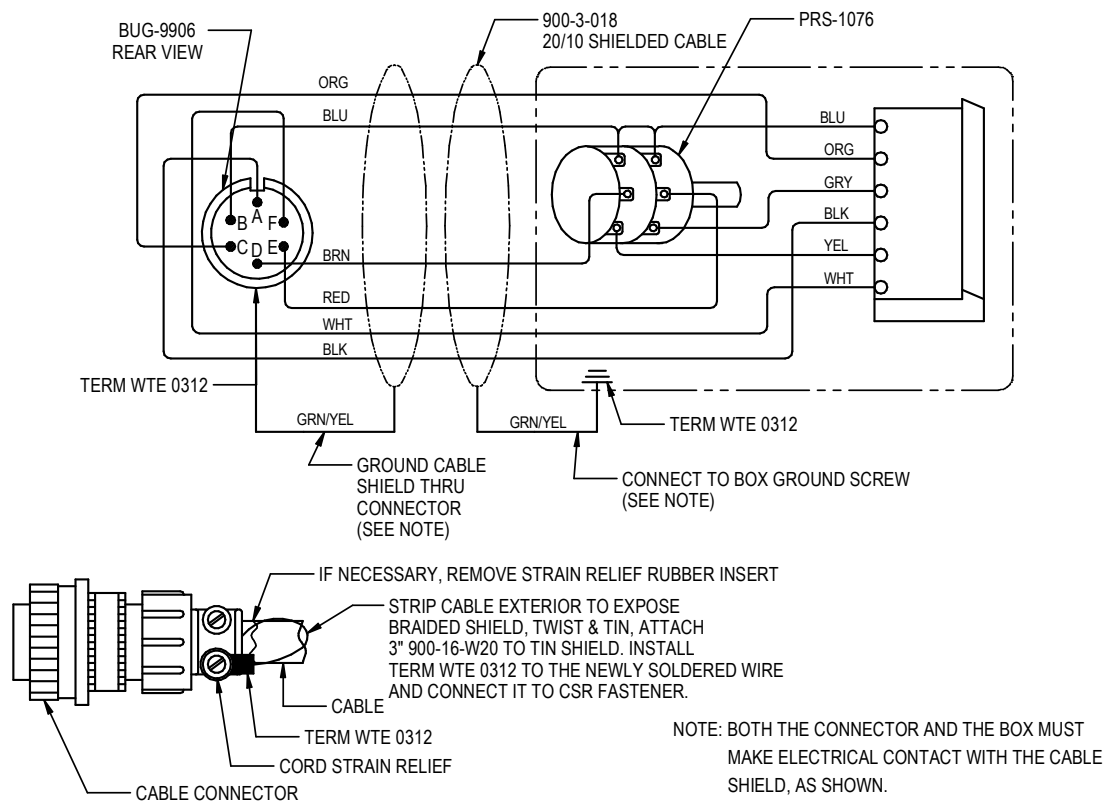 BUG-9906
REAR VIEW
900-3-018
20/10 SHIELDED CABLE
PRS-1076
ORG
BLU
BLU
ORG
GRY
BLK
YEL
WHT
A
B
F
C
D
E
BRN
RED
WHT
BLK
TERM WTE 0312
GRN/YEL
GRN/YEL
TERM WTE 0312
GROUND CABLE
SHIELD THRU
CONNECTOR
(SEE NOTE)
CONNECT TO BOX GROUND SCREW
(SEE NOTE)
IF NECESSARY, REMOVE STRAIN RELIEF RUBBER INSERT
STRIP CABLE EXTERIOR TO EXPOSE
BRAIDED SHIELD, TWIST & TIN, ATTACH
3" 900-16-W20 TO TIN SHIELD. INSTALL
TERM WTE 0312 TO THE NEWLY SOLDERED WIRE
AND CONNECT IT TO CSR FASTENER.
CABLE
TERM WTE 0312
CORD STRAIN RELIEF
CABLE CONNECTOR
NOTE: BOTH THE CONNECTOR AND THE BOX MUST
MAKE ELECTRICAL CONTACT WITH THE CABLE
SHIELD, AS SHOWN.